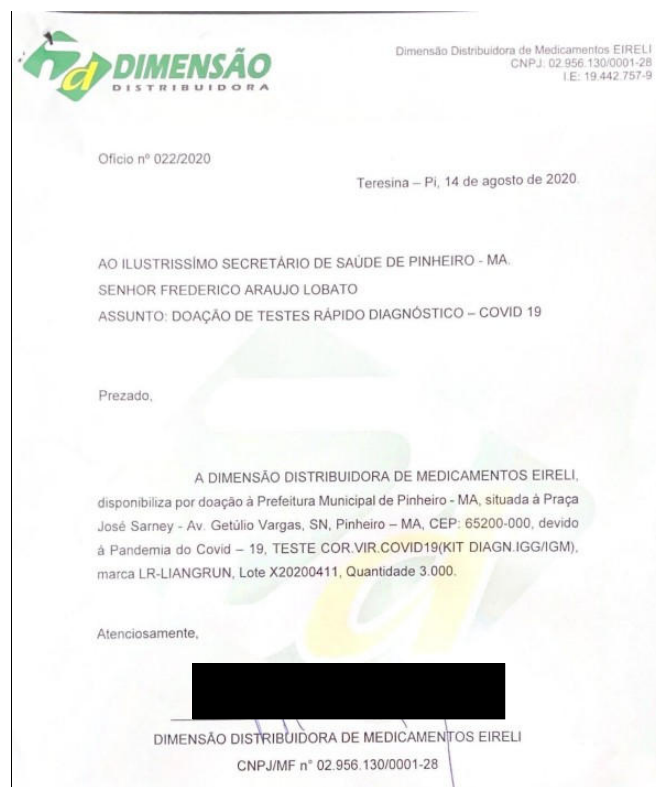 DIMENSÃO
DISTRIBUIDORA
Dimensão Distribuidora de Medicamentos EIRELI
CNPJ: 02.956.130/0001-28
I.E: 19.442.757-9
Oficio nº 022/2020
Teresina – Pi, 14 de agosto de 2020.
AO ILUSTRISSÍMO SECRETÁRIO DE SAÚDE DE PINHEIRO - MA.
SENHOR FREDERICO ARAUJO LOBATO
ASSUNTO: DOAÇÃO DE TESTES RÁPIDO DIAGNÓSTICO – COVID 19
Prezado,
A DIMENSÃO DISTRIBUIDORA DE MEDICAMENTOS EIRELI,
disponibiliza por doação à Prefeitura Municipal de Pinheiro - MA, situada à Praça
José Sarney - Av. Getúlio Vargas, SN, Pinheiro – MA, CEP: 65200-000, devido
à Pandemia do Covid – 19, TESTE COR.VIR.COVID19(KIT DIAGN.IGG/IGM),
marca LR-LIANGRUN, Lote X20200411, Quantidade 3.000.
Atenciosamente,
DIMENSÃO DISTRIBUIDORA DE MEDICAMENTOS EIRELI
CNPJ/MF n° 02.956.130/0001-28